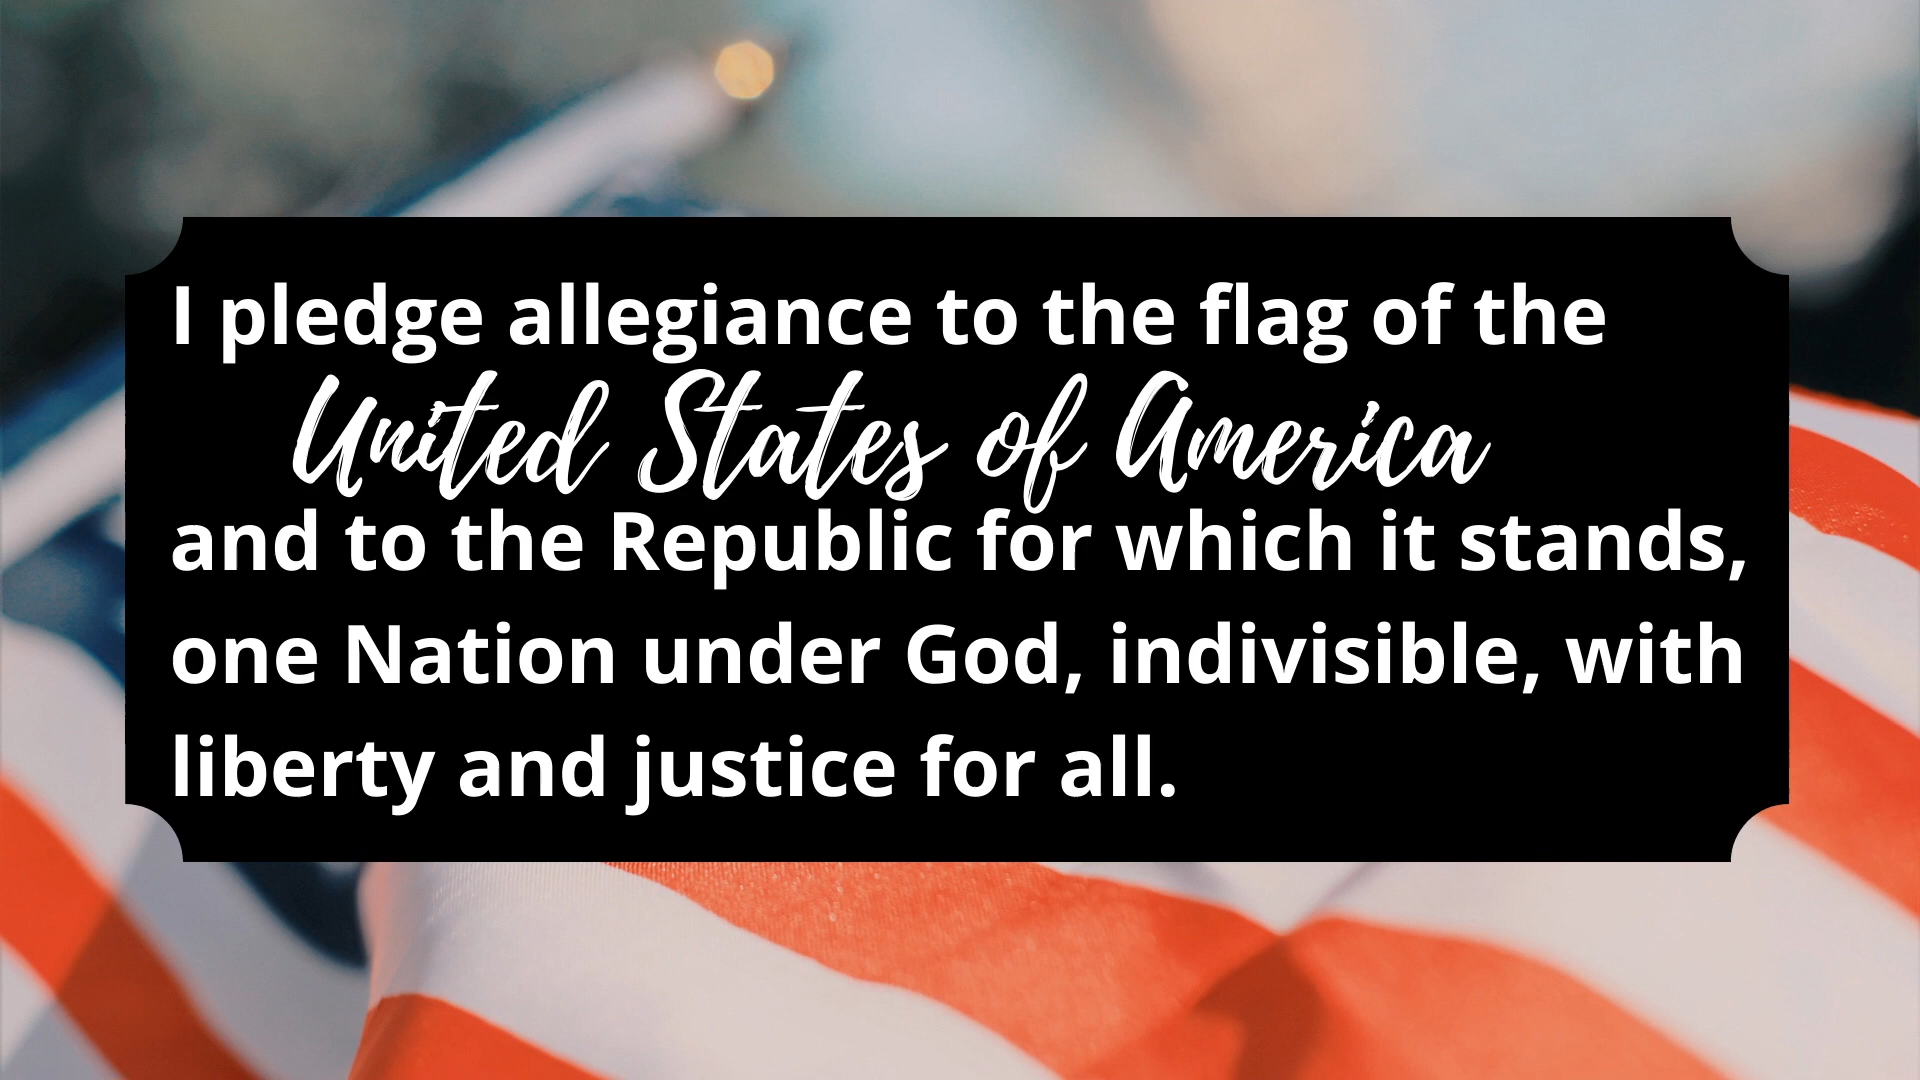 I pledge allegiance to the flag of the
United States of America
and to the Republic for which it stands,
one Nation under God, indivisible, with
liberty and justice for all.